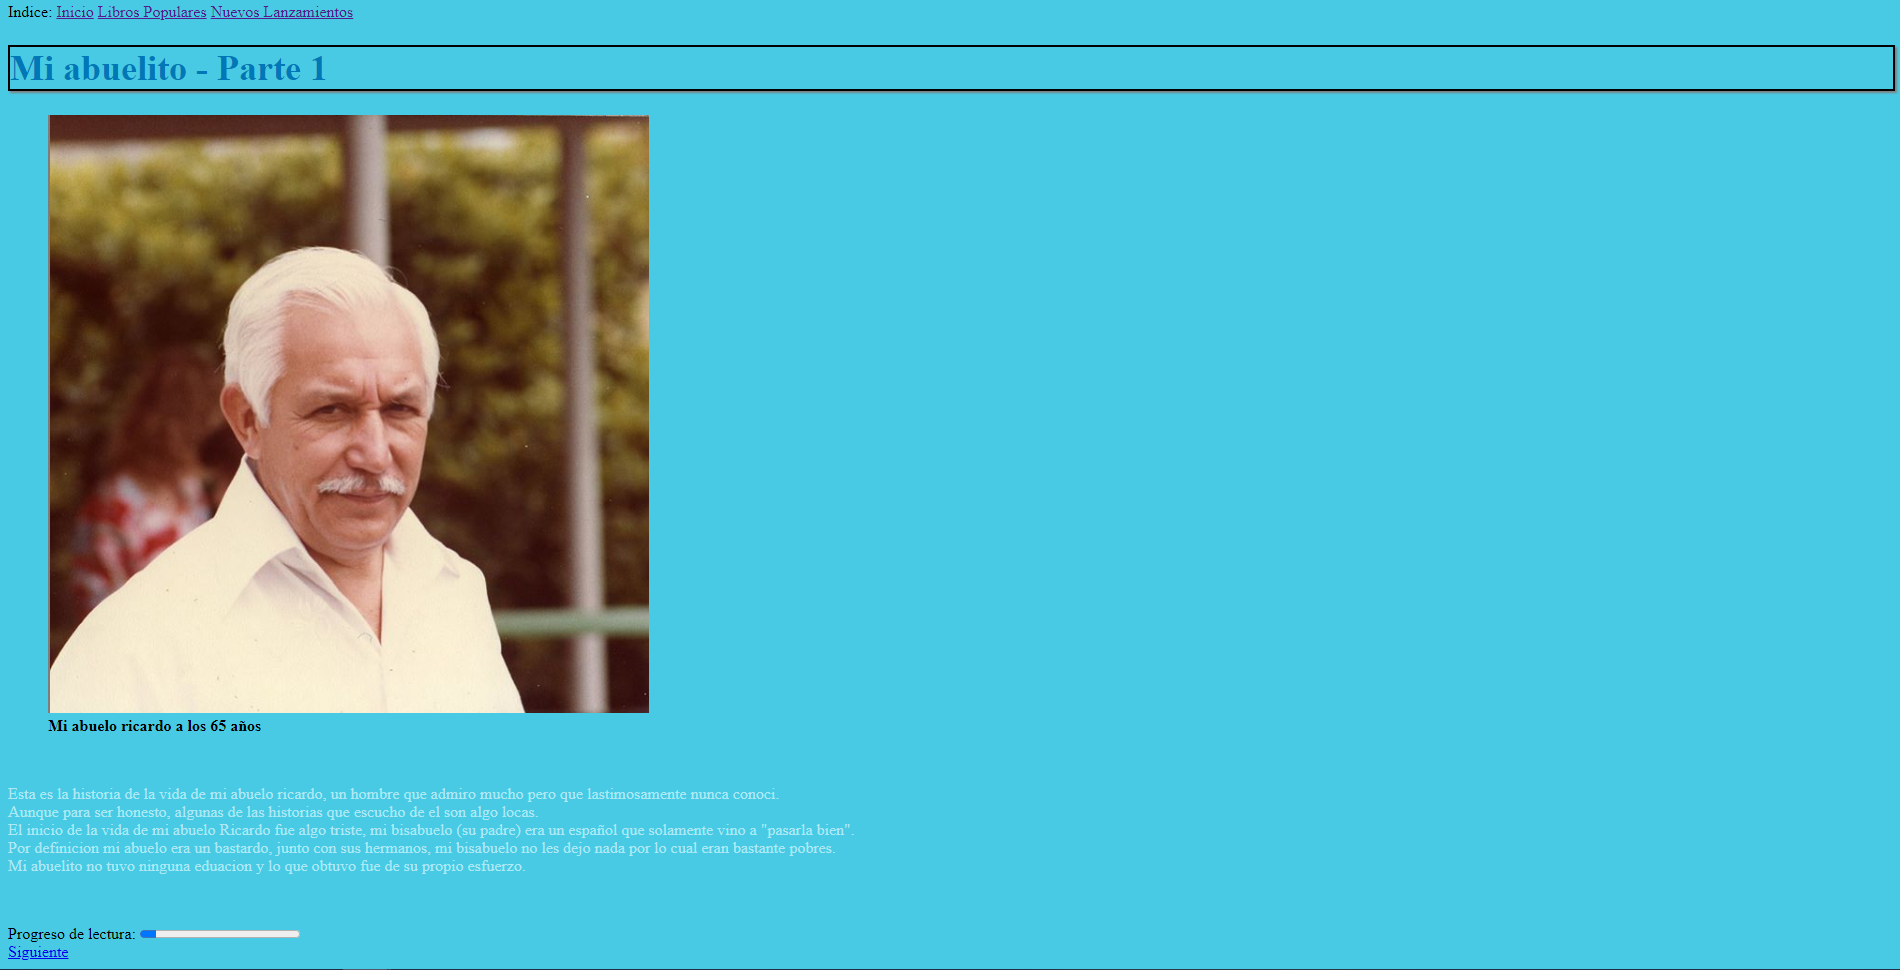 Indice: Inicio Libros Populares Nuevos Lanzamientos
Mi abuelito - Parte 1
Mi abuelo ricardo a los 65 años
Esta es la historia de la vida de mi abuelo ricardo, un hombre que admiro mucho pero que lastimosamente nunca conoci.
Aunque para ser honesto, algunas de las historias que escucho de el son algo locas.
El inicio de la vida de mi abuelo Ricardo fue algo triste, mi bisabuelo (su padre) era un español que solamente vino a "pasarla bien".
Por definicion mi abuelo era un bastardo, junto con sus hermanos, mi bisabuelo no les dejo nada por lo cual eran bastante pobres.
Mi abuelito no tuvo ninguna eduacion y lo que obtuvo fue de su propio esfuerzo.
Progreso de lectura:
Siguiente